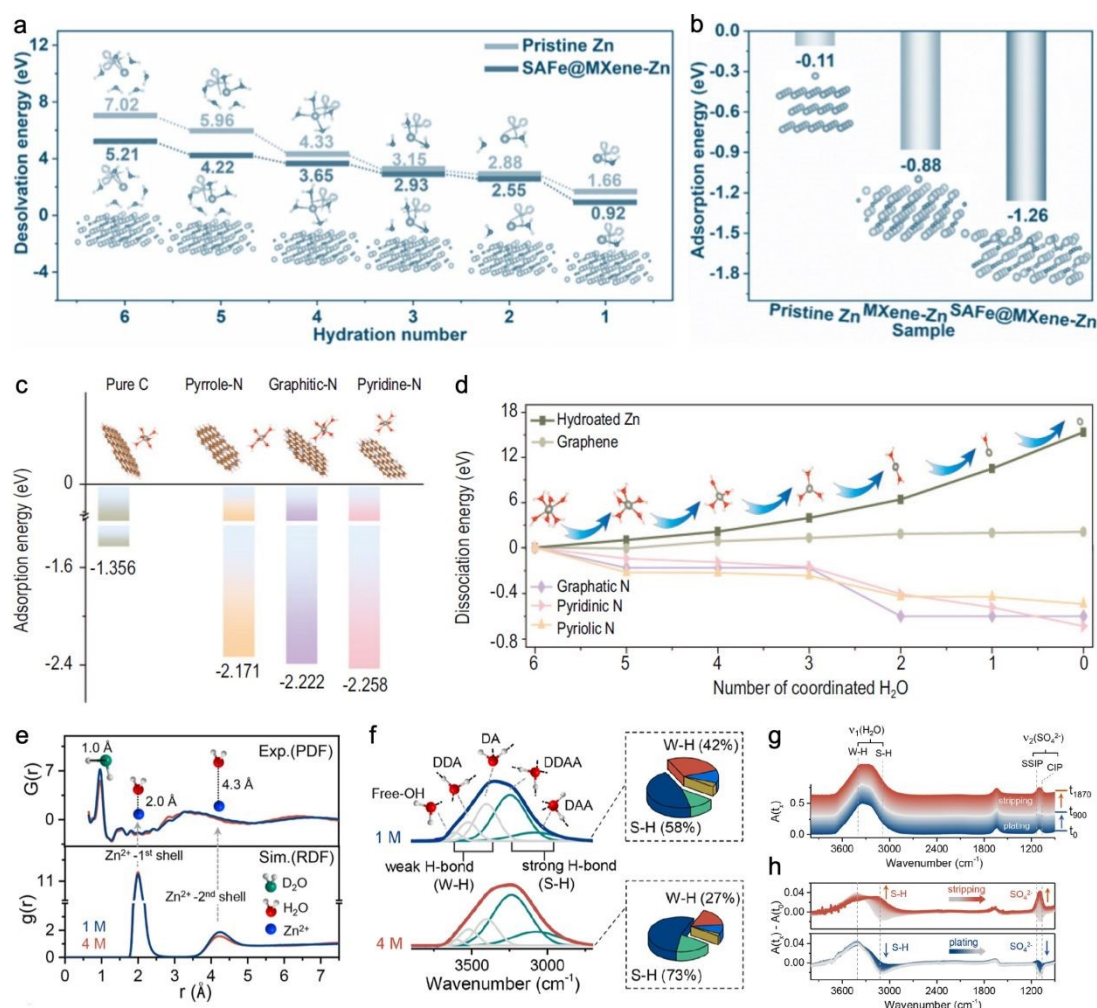 a
Desolvation energy (eV)
12
8
4
0
-4
Pristine Zn
SAFe@MXene-Zn
7.02
5.96
4.33
3.15
2.88
1.66
5.21
4.22
3.65
2.93
2.55
0.92
6 5 4 3 2 1
Hydration number
b
Adsorption energy (eV)
0.0
-0.3
-0.6
-0.9
-1.2
-1.5
-1.8
-0.11
-0.88
-1.26
Pristine Zn MXene-Zn SAFe@MXene-Zn
Sample
c
Pure C Pyrrole-N Graphitic-N Pyridine-N
Adsorption energy (eV)
0
-1.6
-2.4
-1.356
-2.171
-2.222
-2.258
d
Dissociation energy (eV)
18
12
6
0
-0.4
-0.8
Hydroated Zn
Graphene
Graphatic N
Pyridinic N
Pyriolic N
6 5 4 3 2 1 0
Number of coordinated H2O
e
Exp.(PDF)
G(r)
7
0
1.0 Å
2.0 Å
4.3 Å
Sim.(RDF)
Zn2+ -1st shell
Zn2+ -2nd shell
D2O
H2O
Zn2+
g(r)
11
2
0
1 M
4 M
0 1 2 3 4 5 6 7
r (Å)
f
Free-OH
DDA
DA
DDAA
DAA
1 M
weak H-bond
(W-H)
strong H-bond
(S-H)
4 M
3500 3000
Wavenumber (cm-1)
W-H (42%)
S-H (58%)
W-H (27%)
S-H (73%)
g
ν1(H2O)
W-H S-H
ν2(SO42-)
SSIP CIP
A(ti)
0.5
0.0
stripping
plating
t1870
t900
t0
4000 3000 2000 1200
Wavenumber (cm-1)
h
A(ti) - A(t0)
0.04
0.00
S-H
stripping
SO42-
0.04
0.00
S-H
plating
SO42-
4000 3000 2000 1200
Wavenumber (cm-1)